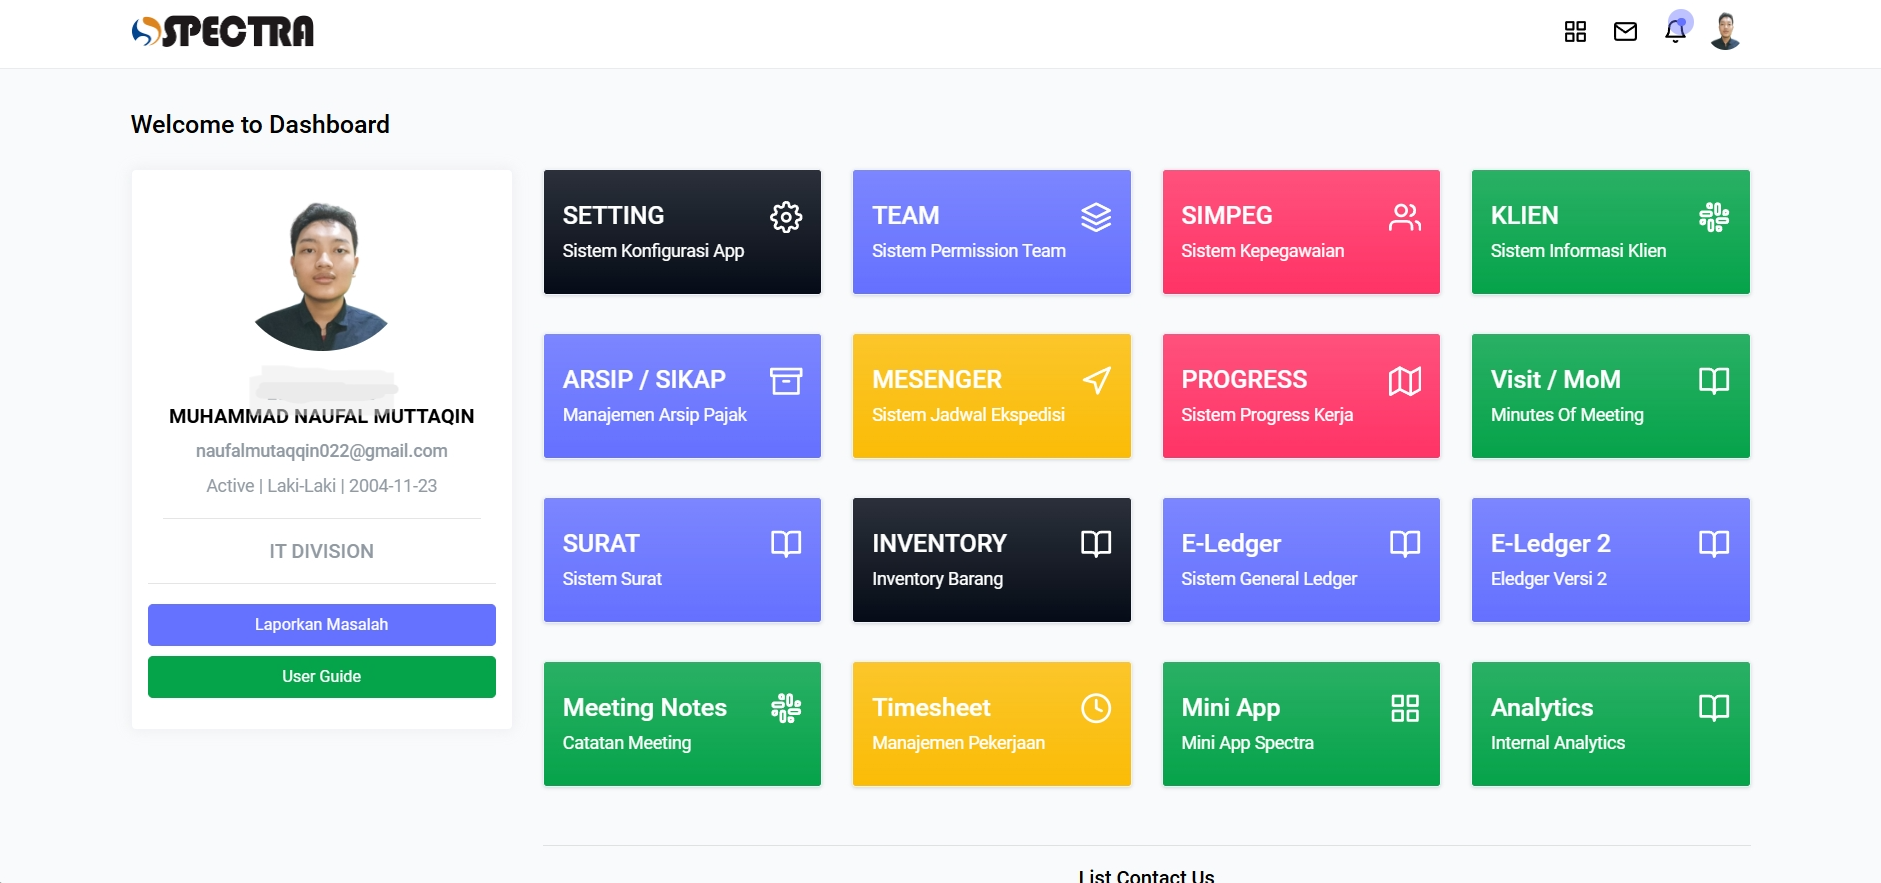 SPECTRA
Welcome to Dashboard
MUHAMMAD NAUFAL MUTTAQIN
naufalmutaqqin022@gmail.com
Active | Laki-Laki | 2004-11-23
IT DIVISION
Laporkan Masalah
User Guide
SETTING
Sistem Konfigurasi App
TEAM
Sistem Permission Team
SIMPEG
Sistem Kepegawaian
KLIEN
Sistem Informasi Klien
ARSIP / SIKAP
Manajemen Arsip Pajak
MESENGER
Sistem Jadwal Ekspedisi
PROGRESS
Sistem Progress Kerja
Visit / MoM
Minutes Of Meeting
SURAT
Sistem Surat
INVENTORY
Inventory Barang
E-Ledger
Sistem General Ledger
E-Ledger 2
Eledger Versi 2
Meeting Notes
Catatan Meeting
Timesheet
Manajemen Pekerjaan
Mini App
Mini App Spectra
Analytics
Internal Analytics
List Contact Us